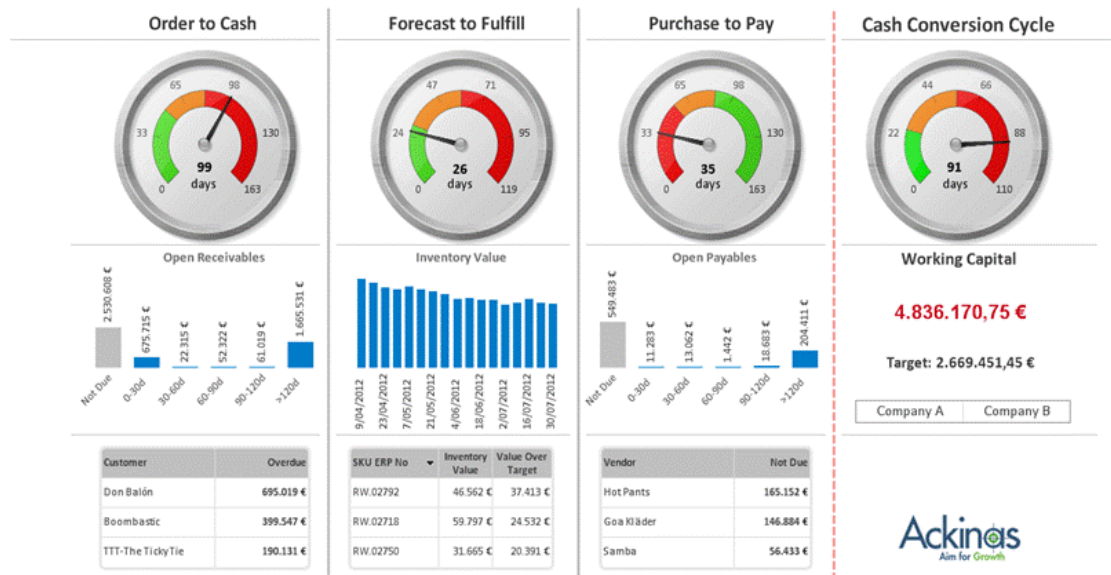 Order to Cash
Forecast to Fulfill
Purchase to Pay
Cash Conversion Cycle
0
33
65
98
130
163
99
days
0
24
47
71
95
119
26
days
0
33
65
98
130
163
35
days
0
22
44
66
88
110
91
days
Open Receivables
2.530.608 €
675.715 €
22.315 €
52.322 €
61.019 €
1.665.531 €
Not Due
0-30d
30-60d
60-90d
90-120d
>120d
Inventory Value
9/04/2012
23/04/2012
7/05/2012
21/05/2012
4/06/2012
18/06/2012
2/07/2012
16/07/2012
30/07/2012
Open Payables
549.483 €
11.283 €
13.062 €
1.442 €
18.683 €
204.411 €
Not Due
0-30d
30-60d
60-90d
90-120d
>120d
Working Capital
4.836.170,75 €
Target: 2.669.451,45 €
Company A Company B
Customer Overdue
Don Balón 695.019 €
Boombastic 399.547 €
TTT-The TickyTie 190.131 €
SKU ERP No Inventory Value Value Over Target
RW.02792 46.562 € 37.413 €
RW.02718 59.797 € 24.532 €
RW.02750 31.665 € 20.391 €
Vendor Not Due
Hot Pants 165.152 €
Goa Kläder 146.884 €
Samba 56.433 €
Ackinas
Aim for Growth